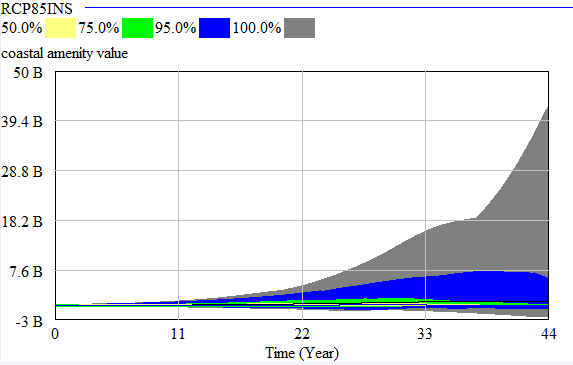 RCP85INS
50.0% 75.0% 95.0% 100.0%
coastal amenity value
50 B
39.4 B
28.8 B
18.2 B
7.6 B
-3 B
0 11 22 33 44
Time (Year)